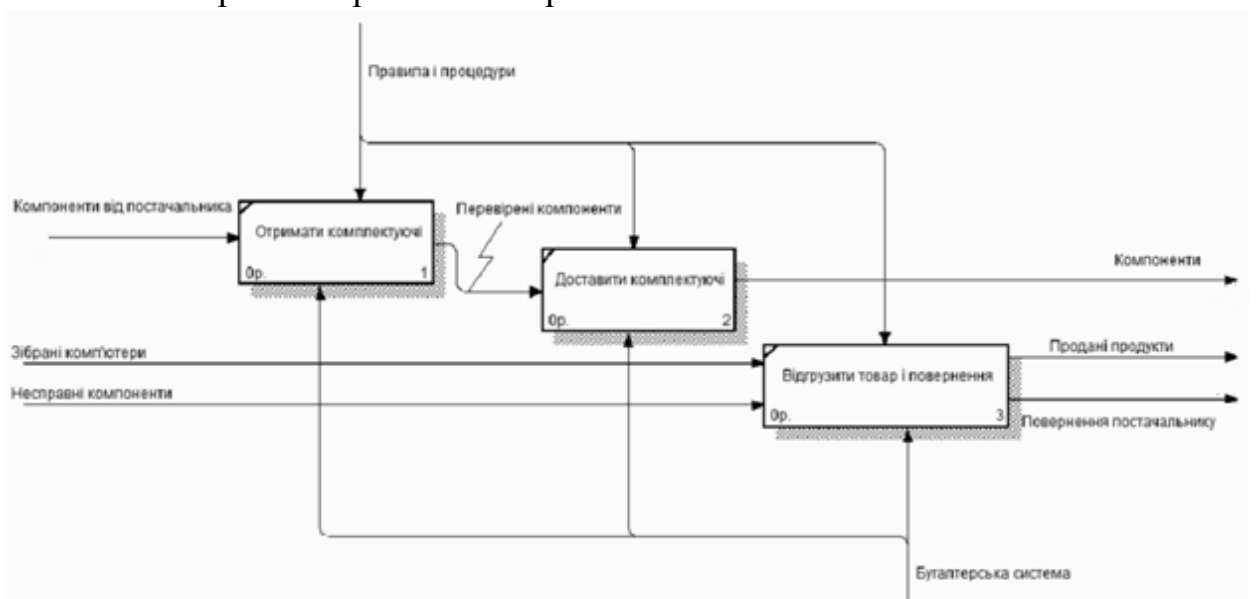 Правила і процедури
Компоненти від постачальника
Отримати комплектуючі
0р. 1
Перевірені компоненти
Доставити комплектуючі
0р. 2
Компоненти
Зібрані комп'ютери
Несправні компоненти
Відгрузити товар і повернення
0р. 3
Продані продукти
Повернення постачальнику
Бугалтерська система